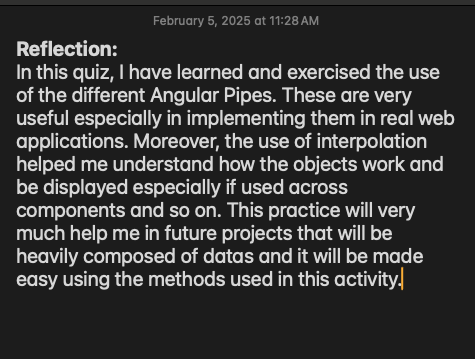 February 5, 2025 at 11:28 AM
Reflection:
In this quiz, I have learned and exercised the use
of the different Angular Pipes. These are very
useful especially in implementing them in real web
applications. Moreover, the use of interpolation
helped me understand how the objects work and
be displayed especially if used across
components and so on. This practice will very
much help me in future projects that will be
heavily composed of datas and it will be made
easy using the methods used in this activity.